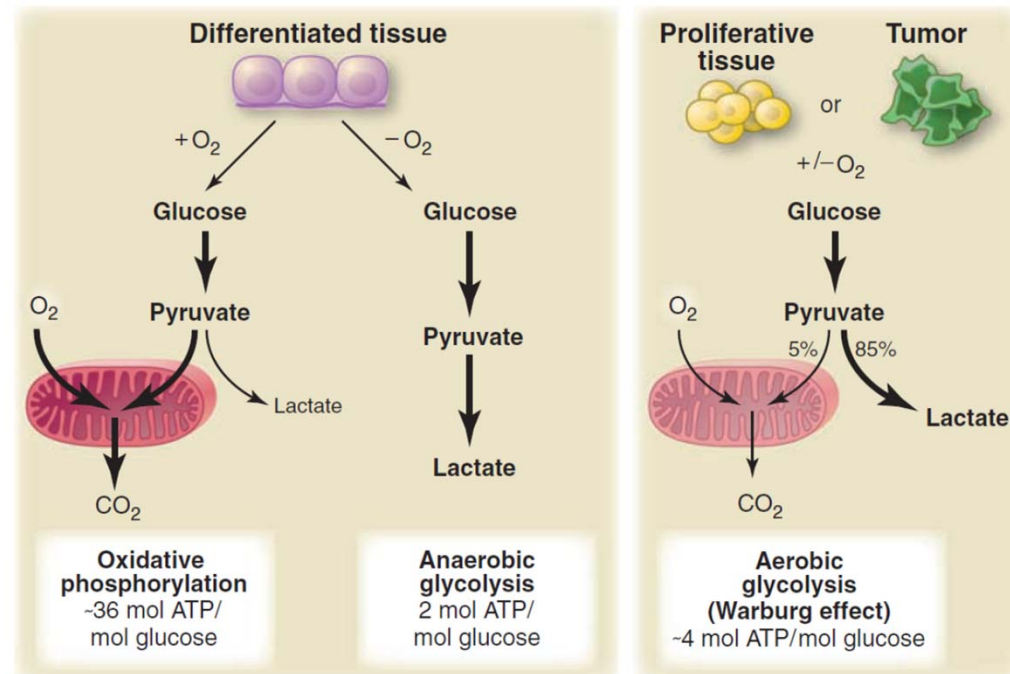 Differentiated tissue
+ O2
− O2
Glucose
Glucose
O2
Pyruvate
Pyruvate
Lactate
Lactate
CO2
Oxidative
phosphorylation
~36 mol ATP/
mol glucose
Anaerobic
glycolysis
2 mol ATP/
mol glucose
Proliferative
tissue
or
Tumor
+/−O2
Glucose
O2
Pyruvate
5%
85%
Lactate
CO2
Aerobic
glycolysis
(Warburg effect)
~4 mol ATP/mol glucose